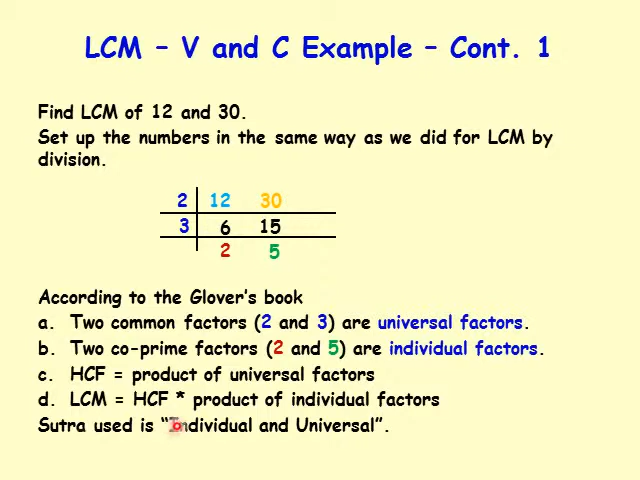 LCM – V and C Example – Cont. 1
Find LCM of 12 and 30.
Set up the numbers in the same way as we did for LCM by
division.
2 12 30
3 6 15
2 5
According to the Glover's book
a. Two common factors (2 and 3) are universal factors.
b. Two co-prime factors (2 and 5) are individual factors.
c. HCF = product of universal factors
d. LCM = HCF * product of individual factors
Sutra used is “Individual and Universal”.